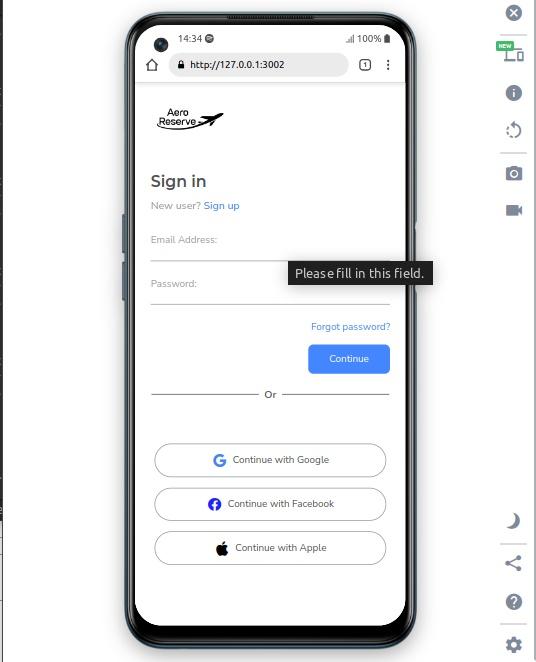 14:34
100%
http://127.0.0.1:3002
1
NEW
Aero
Reserve
Sign in
New user? Sign up
Email Address:
Please fill in this field.
Password:
Forgot password?
Continue
Or
Continue with Google
Continue with Facebook
Continue with Apple